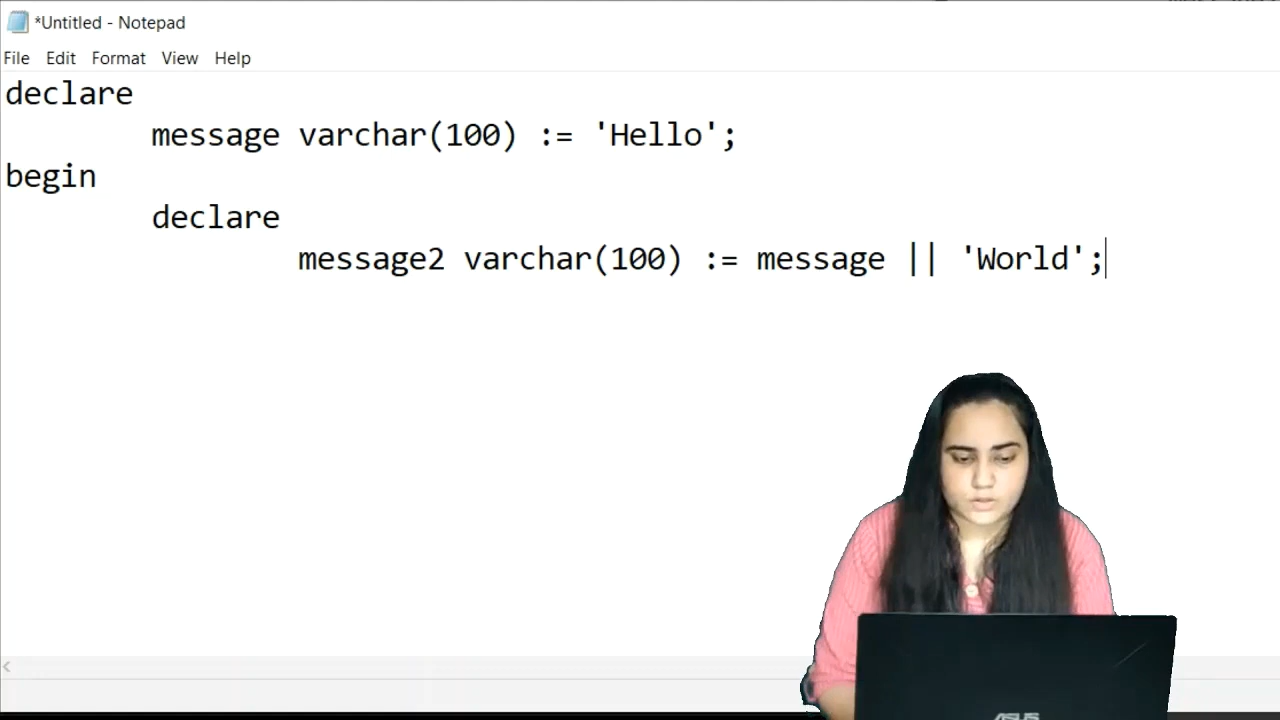 *Untitled - Notepad
File Edit Format View Help
declare
message varchar(100) := 'Hello';
begin
declare
message2 varchar(100) := message || 'World';
ASUS